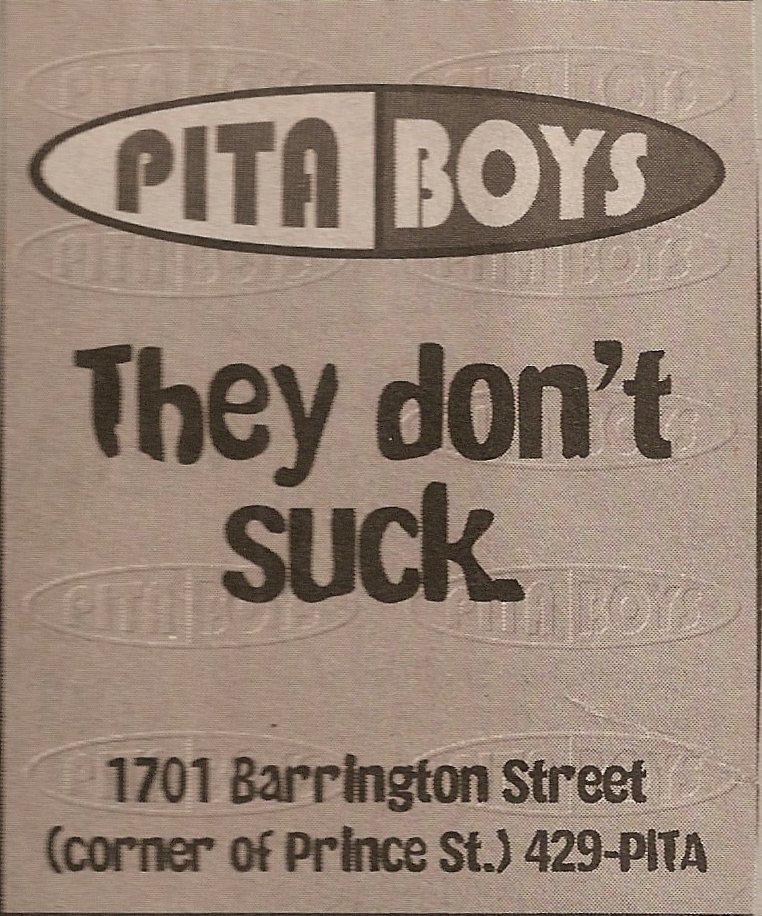 PITA BOYS
They don't
suck.
1701 Barrington Street
(corner of Prince St.) 429-PITA